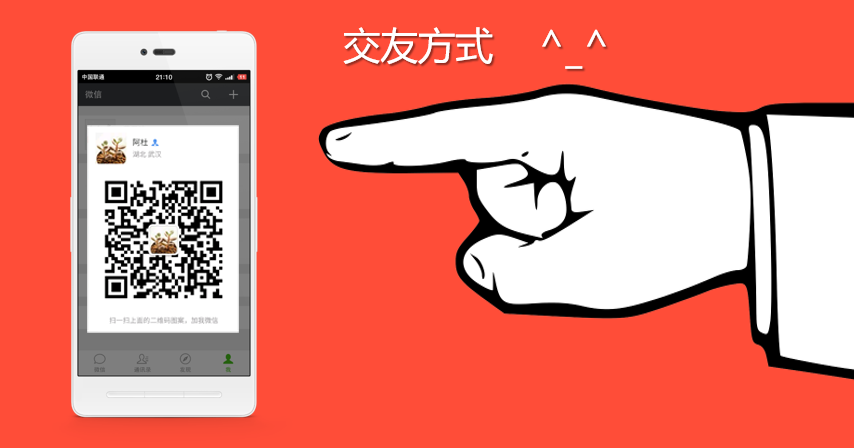 交友方式 ^_^
中国联通 21:10
微信
阿杜
湖北 武汉
扫一扫上面的二维码图案，加我微信
微信 通讯录 发现 我